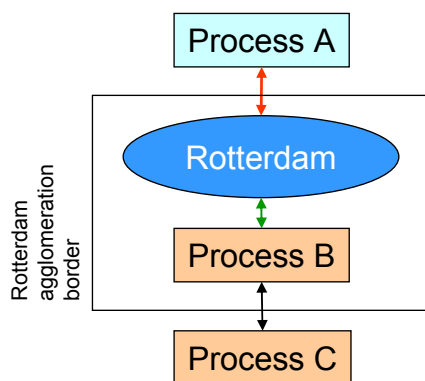 Process A
Rotterdam
Rotterdam
agglomeration
border
Process B
Process C